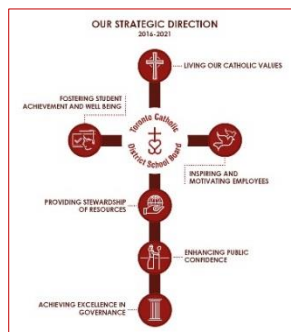 OUR STRATEGIC DIRECTION
2016-2021
LIVING OUR CATHOLIC VALUES
FOSTERING STUDENT
ACHIEVEMENT AND WELL BEING
Toronto Catholic
District School Board
INSPIRING AND
MOTIVATING EMPLOYEES
PROVIDING STEWARDSHIP
OF RESOURCES
ENHANCING PUBLIC
CONFIDENCE
ACHIEVING EXCELLENCE IN
GOVERNANCE